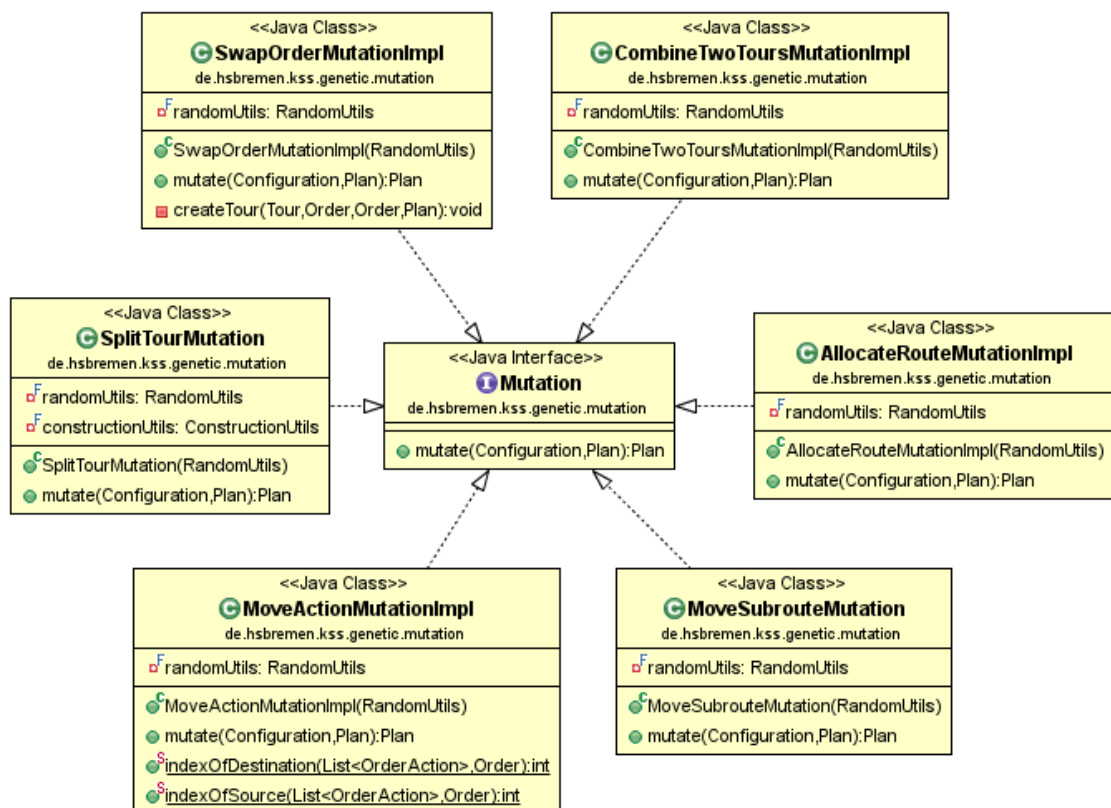 <<Java Class>>
SwapOrderMutationImpl
de.hsbremen.kss.genetic.mutation
randomUtils: RandomUtils
SwapOrderMutationImpl(RandomUtils)
mutate(Configuration,Plan):Plan
createTour(Tour,Order,Order,Plan):void
<<Java Class>>
CombineTwoToursMutationImpl
de.hsbremen.kss.genetic.mutation
randomUtils: RandomUtils
CombineTwoToursMutationImpl(RandomUtils)
mutate(Configuration,Plan):Plan
<<Java Class>>
SplitTourMutation
de.hsbremen.kss.genetic.mutation
randomUtils: RandomUtils
constructionUtils: ConstructionUtils
SplitTourMutation(RandomUtils)
mutate(Configuration,Plan):Plan
<<Java Interface>>
Mutation
de.hsbremen.kss.genetic.mutation
mutate(Configuration,Plan):Plan
<<Java Class>>
AllocateRouteMutationImpl
de.hsbremen.kss.genetic.mutation
randomUtils: RandomUtils
AllocateRouteMutationImpl(RandomUtils)
mutate(Configuration,Plan):Plan
<<Java Class>>
MoveActionMutationImpl
de.hsbremen.kss.genetic.mutation
randomUtils: RandomUtils
MoveActionMutationImpl(RandomUtils)
mutate(Configuration,Plan):Plan
indexOfDestination(List<OrderAction>,Order):int
indexOfSource(List<OrderAction>,Order):int
<<Java Class>>
MoveSubrouteMutation
de.hsbremen.kss.genetic.mutation
randomUtils: RandomUtils
MoveSubrouteMutation(RandomUtils)
mutate(Configuration,Plan):Plan